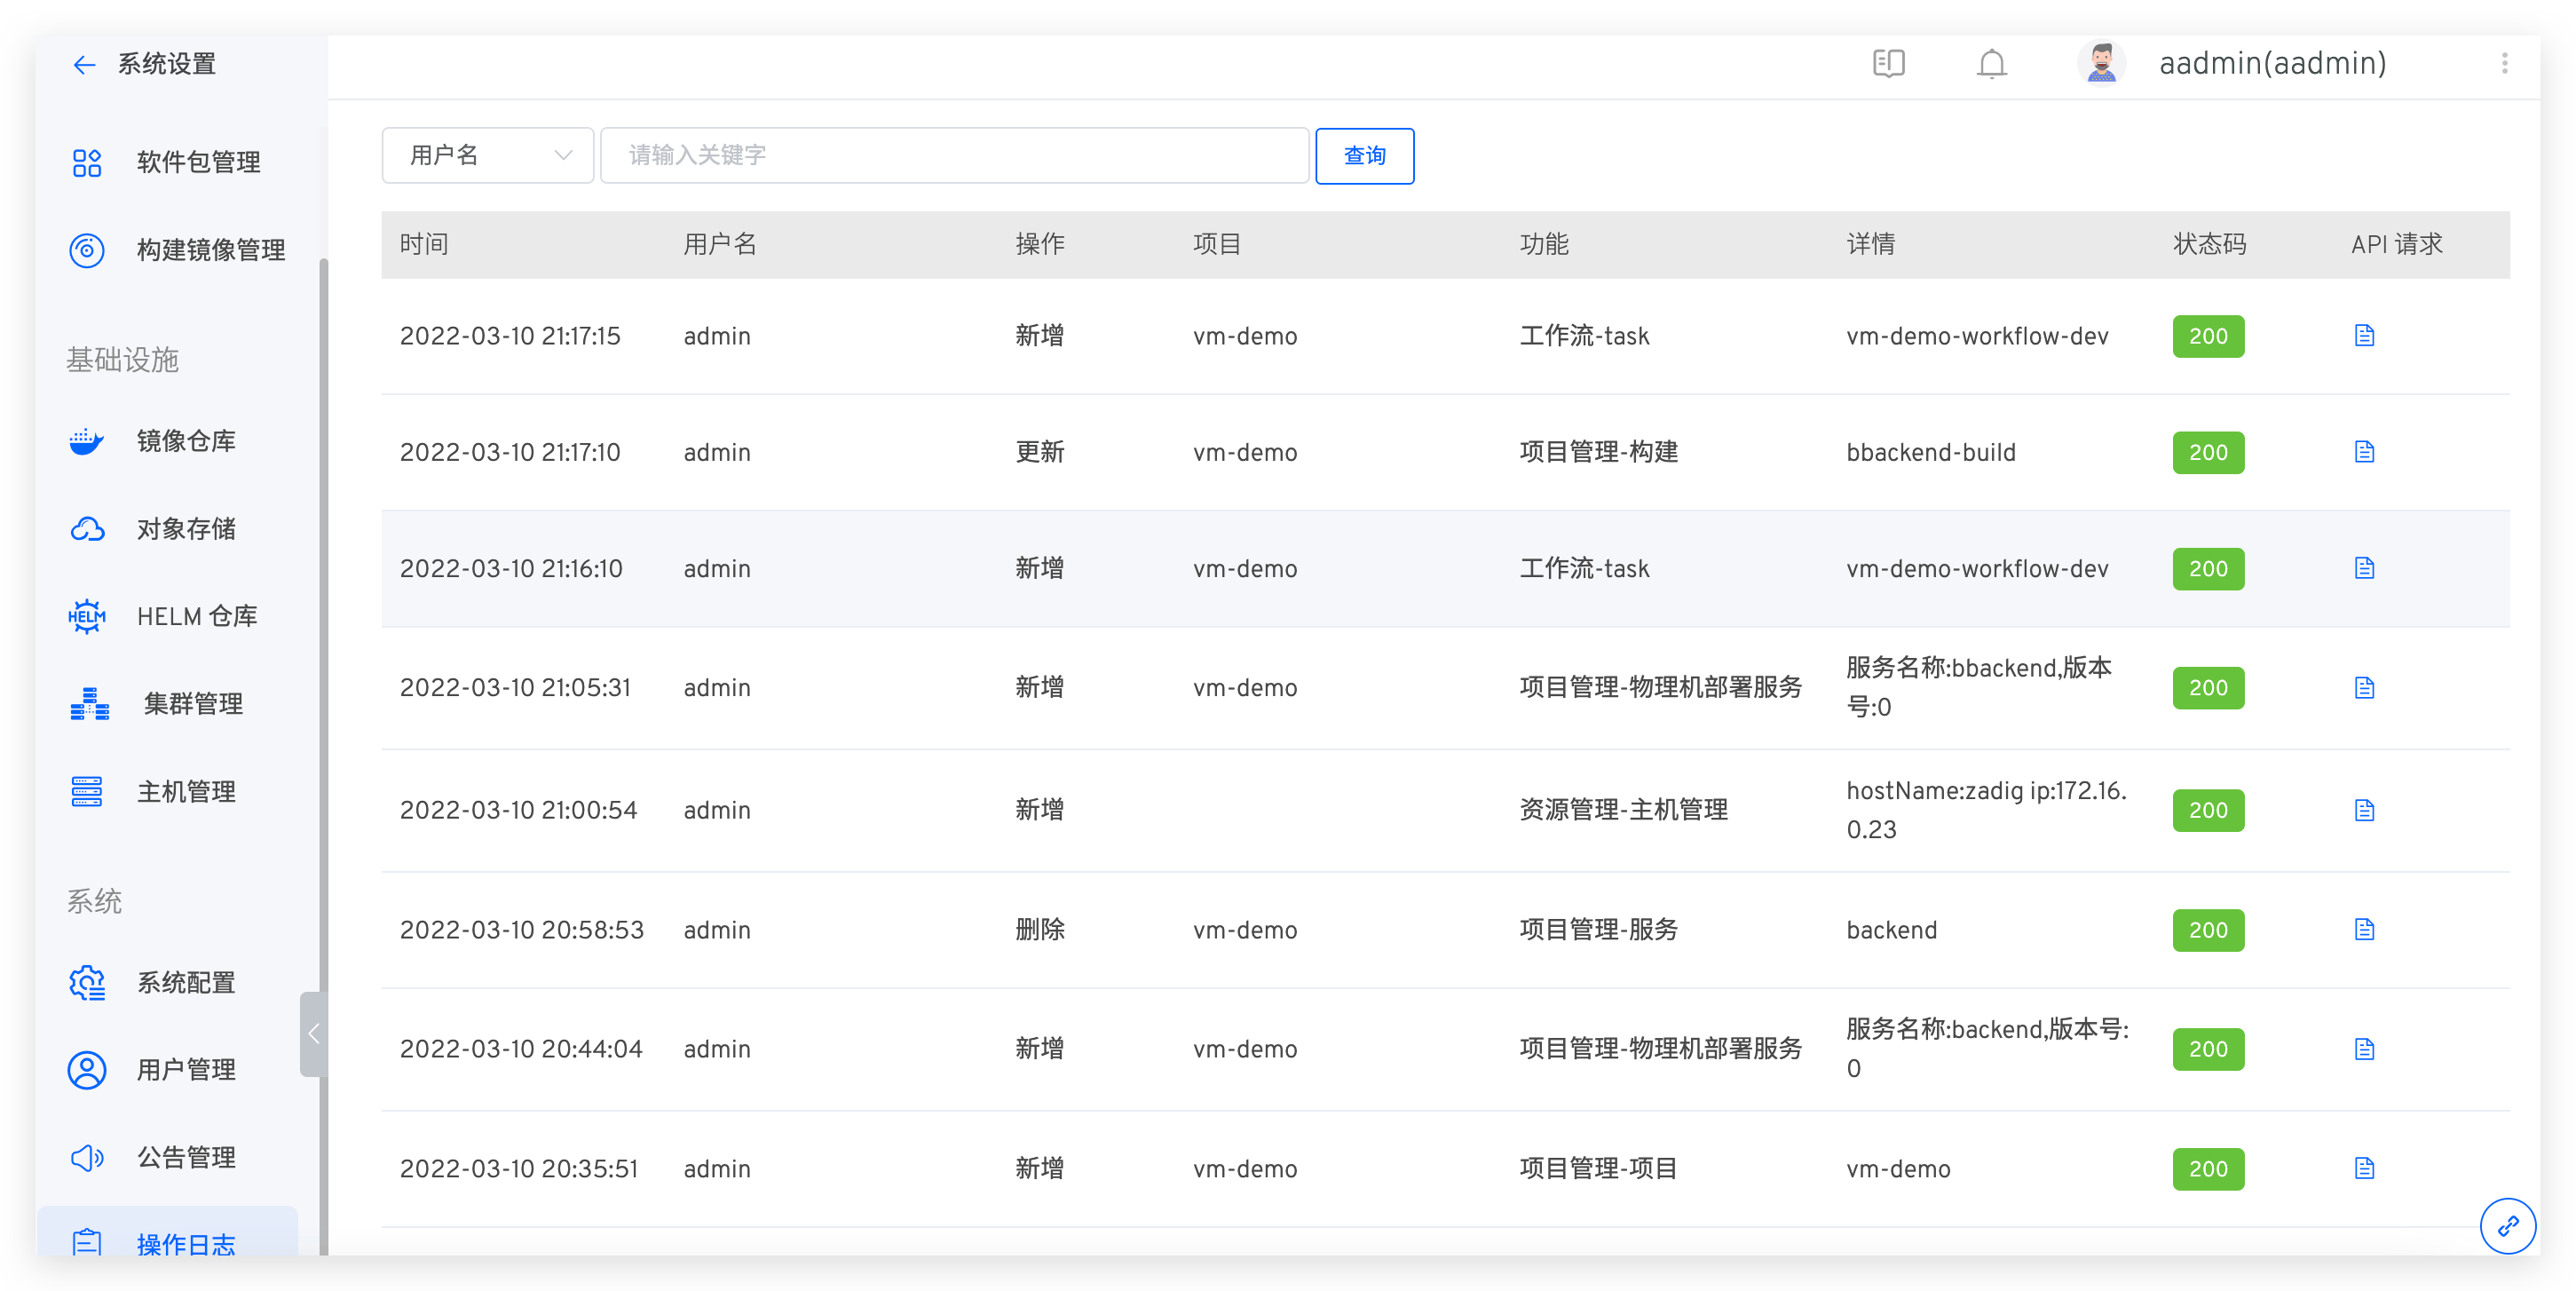 系统设置
aadmin(aadmin)
软件包管理
构建镜像管理
基础设施
镜像仓库
对象存储
HELM
HELM 仓库
集群管理
主机管理
系统
系统配置
用户管理
公告管理
操作日志
用户名 请输入关键字 查询
时间 用户名 操作 项目 功能 详情 状态码 API 请求
2022-03-10 21:17:15 admin 新增 vm-demo 工作流-task vm-demo-workflow-dev 200
2022-03-10 21:17:10 admin 更新 vm-demo 项目管理-构建 bbackend-build 200
2022-03-10 21:16:10 admin 新增 vm-demo 工作流-task vm-demo-workflow-dev 200
2022-03-10 21:05:31 admin 新增 vm-demo 项目管理-物理机部署服务 服务名称:bbackend,版本
号:0 200
2022-03-10 21:00:54 admin 新增 资源管理-主机管理 hostName:zadig ip:172.16.
0.23 200
2022-03-10 20:58:53 admin 删除 vm-demo 项目管理-服务 backend 200
2022-03-10 20:44:04 admin 新增 vm-demo 项目管理-物理机部署服务 服务名称:backend,版本号:
0 200
2022-03-10 20:35:51 admin 新增 vm-demo 项目管理-项目 vm-demo 200